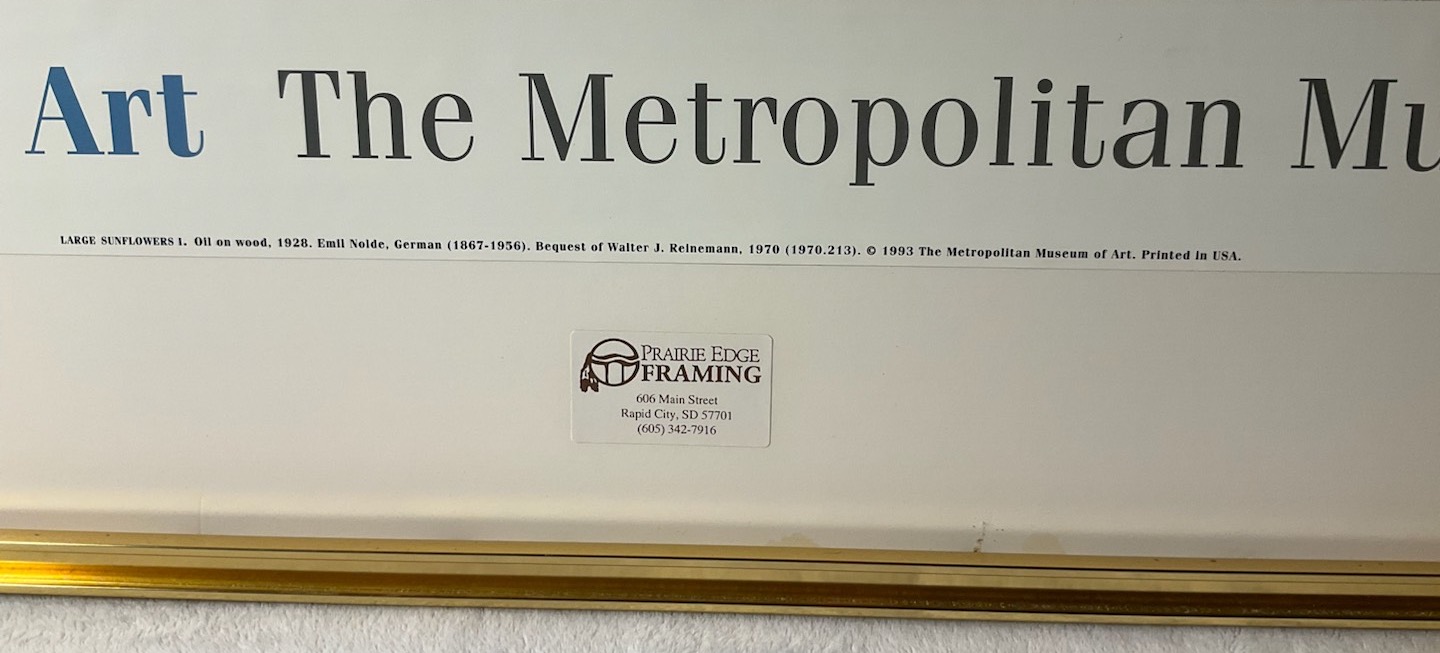 Art The Metropolitan Mu
LARGE SUNFLOWERS I. Oil on wood, 1928. Emil Nolde, German (1867-1956). Bequest of Walter J. Reinemann, 1970 (1970.213). © 1993 The Metropolitan Museum of Art. Printed in USA.
PRAIRIE EDGE
FRAMING
606 Main Street
Rapid City, SD 57701
(605) 342-7916